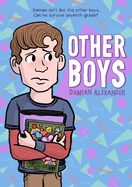 Damian isn't like the other boys.
Can he survive seventh grade?
OTHER
BOYS
DAMIAN ALEXANDER